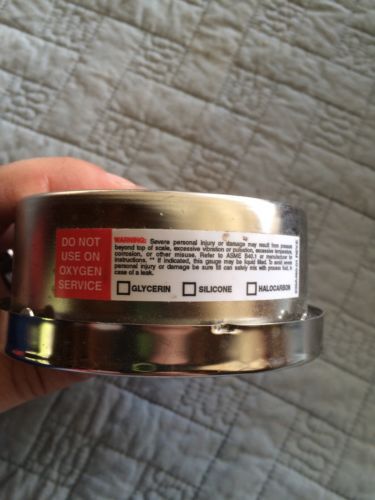 DO NOT
USE ON
OXYGEN
SERVICE
WARNING: Severe personal injury or damage may result from pressure
beyond top of scale, excessive vibration or pulsation, excessive temperature,
corrosion, or other misuse. Refer to ASME B40.1 or manufacturer for
instructions. ** If indicated, this gauge may be liquid filled. To avoid severe
personal injury or damage be sure fill can safely mix with process fluid, in
case of a leak.
GLYCERIN
SILICONE
HALOCARBON